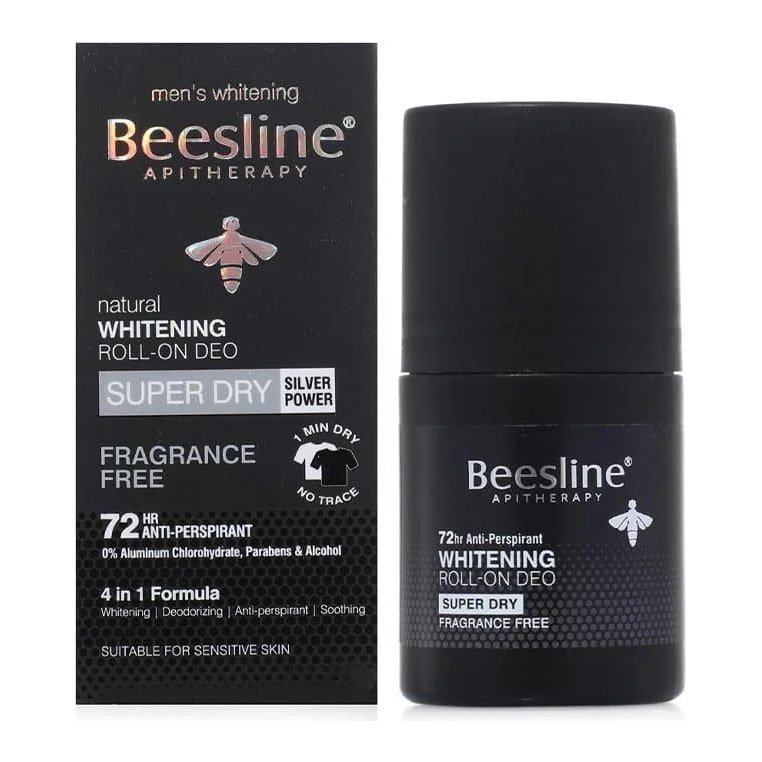 men's whitening
Beesline®
APITHERAPY
natural
WHITENING
ROLL-ON DEO
SUPER DRY SILVER POWER
1 MIN DRY
NO TRACE
FRAGRANCE
FREE
72 HR ANTI-PERSPIRANT
0% Aluminum Chlorohydrate, Parabens & Alcohol
4 in 1 Formula
Whitening | Deodorizing | Anti-perspirant | Soothing
SUITABLE FOR SENSITIVE SKIN
Beesline®
APITHERAPY
72hr Anti-Perspirant
WHITENING
ROLL-ON DEO
SUPER DRY
FRAGRANCE FREE